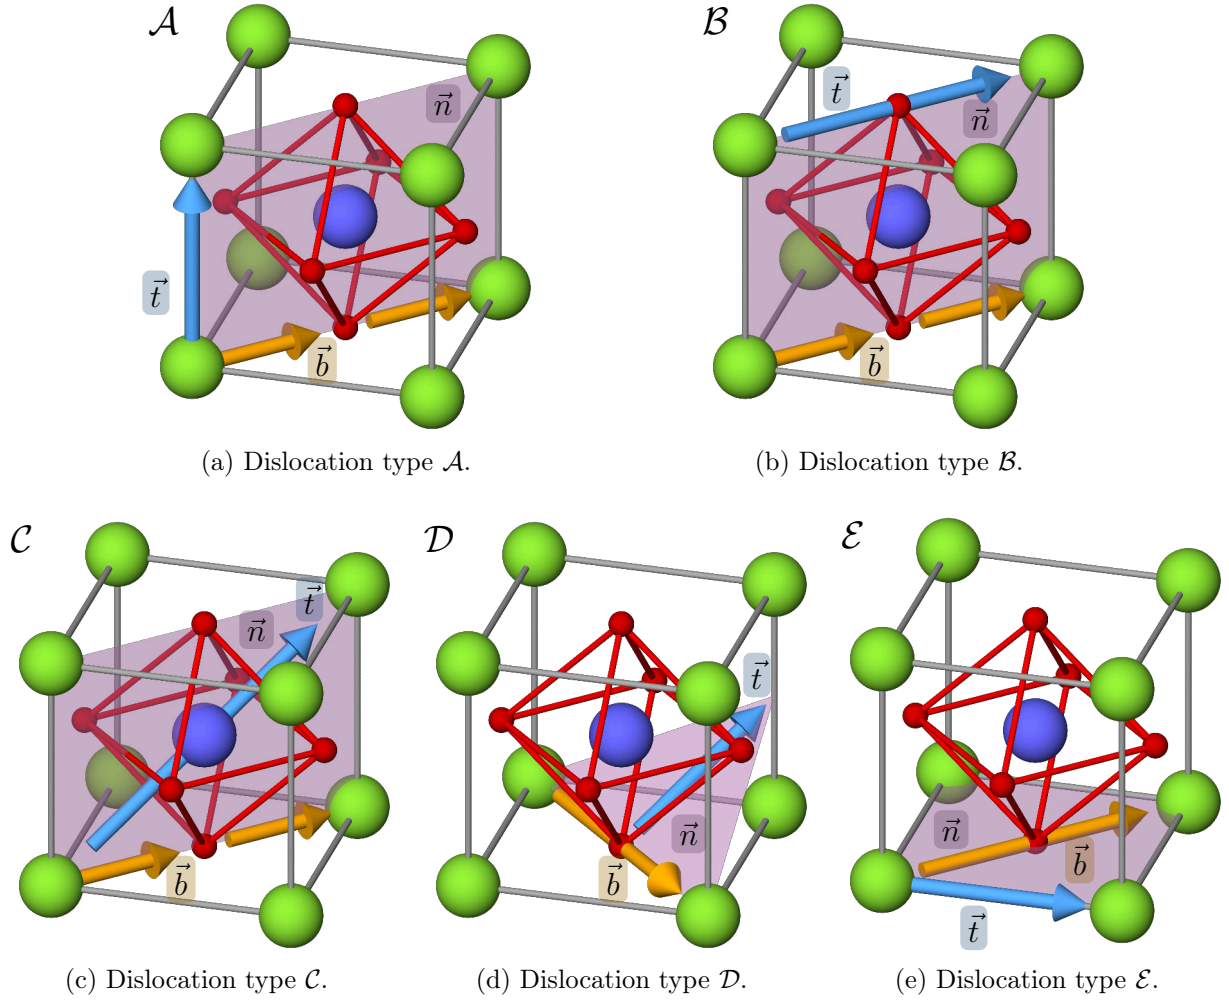 𝒜
n⃗
t⃗
b⃗
(a) Dislocation type 𝒜.
ℬ
t⃗
n⃗
b⃗
(b) Dislocation type ℬ.
𝒞
t⃗
n⃗
b⃗
(c) Dislocation type 𝒞.
𝒟
t⃗
n⃗
b⃗
(d) Dislocation type 𝒟.
ℰ
n⃗
b⃗
t⃗
(e) Dislocation type ℰ.